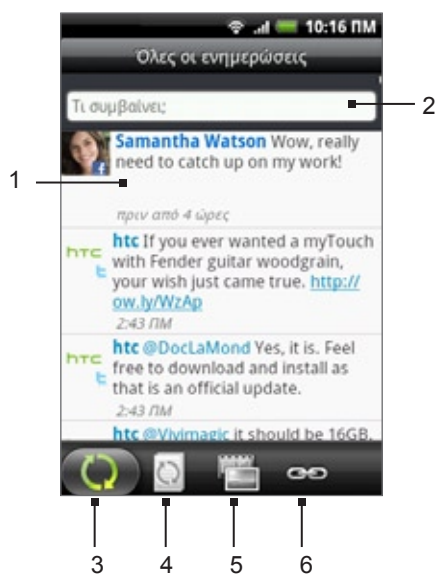 10:16 ΠΜ
Όλες οι ενημερώσεις
Τι συμβαίνει;
2
Samantha Watson Wow, really
need to catch up on my work!
1
πριν από 4 ώρες
htc If you ever wanted a myTouch
with Fender guitar woodgrain,
your wish just came true. http://
ow.ly/WzAp
2:43 ΠΜ
htc @DocLaMond Yes, it is. Feel
free to download and install as
that is an official update.
2:43 ΠΜ
htc @Vivimagic it should be 16GB.
3 4 5 6